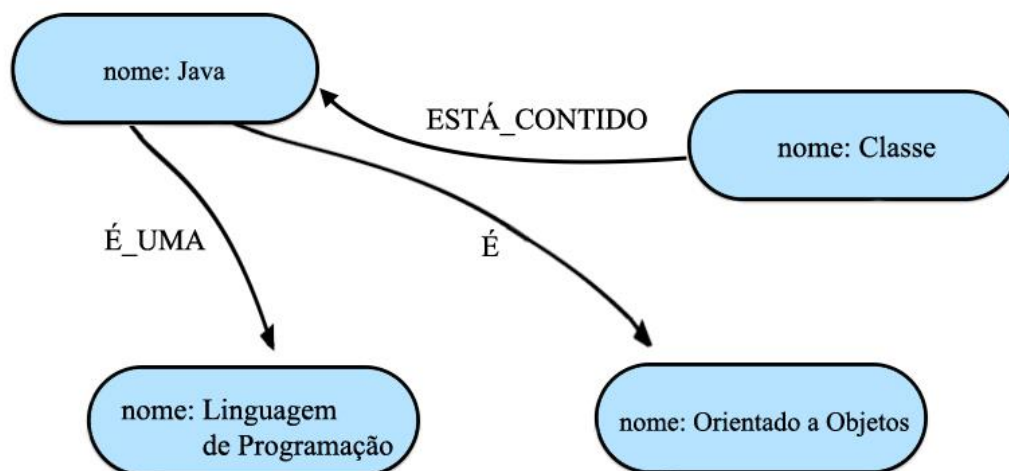 nome: Java
ESTÁ_CONTIDO
nome: Classe
É_UMA
É
nome: Linguagem
de Programação
nome: Orientado a Objetos